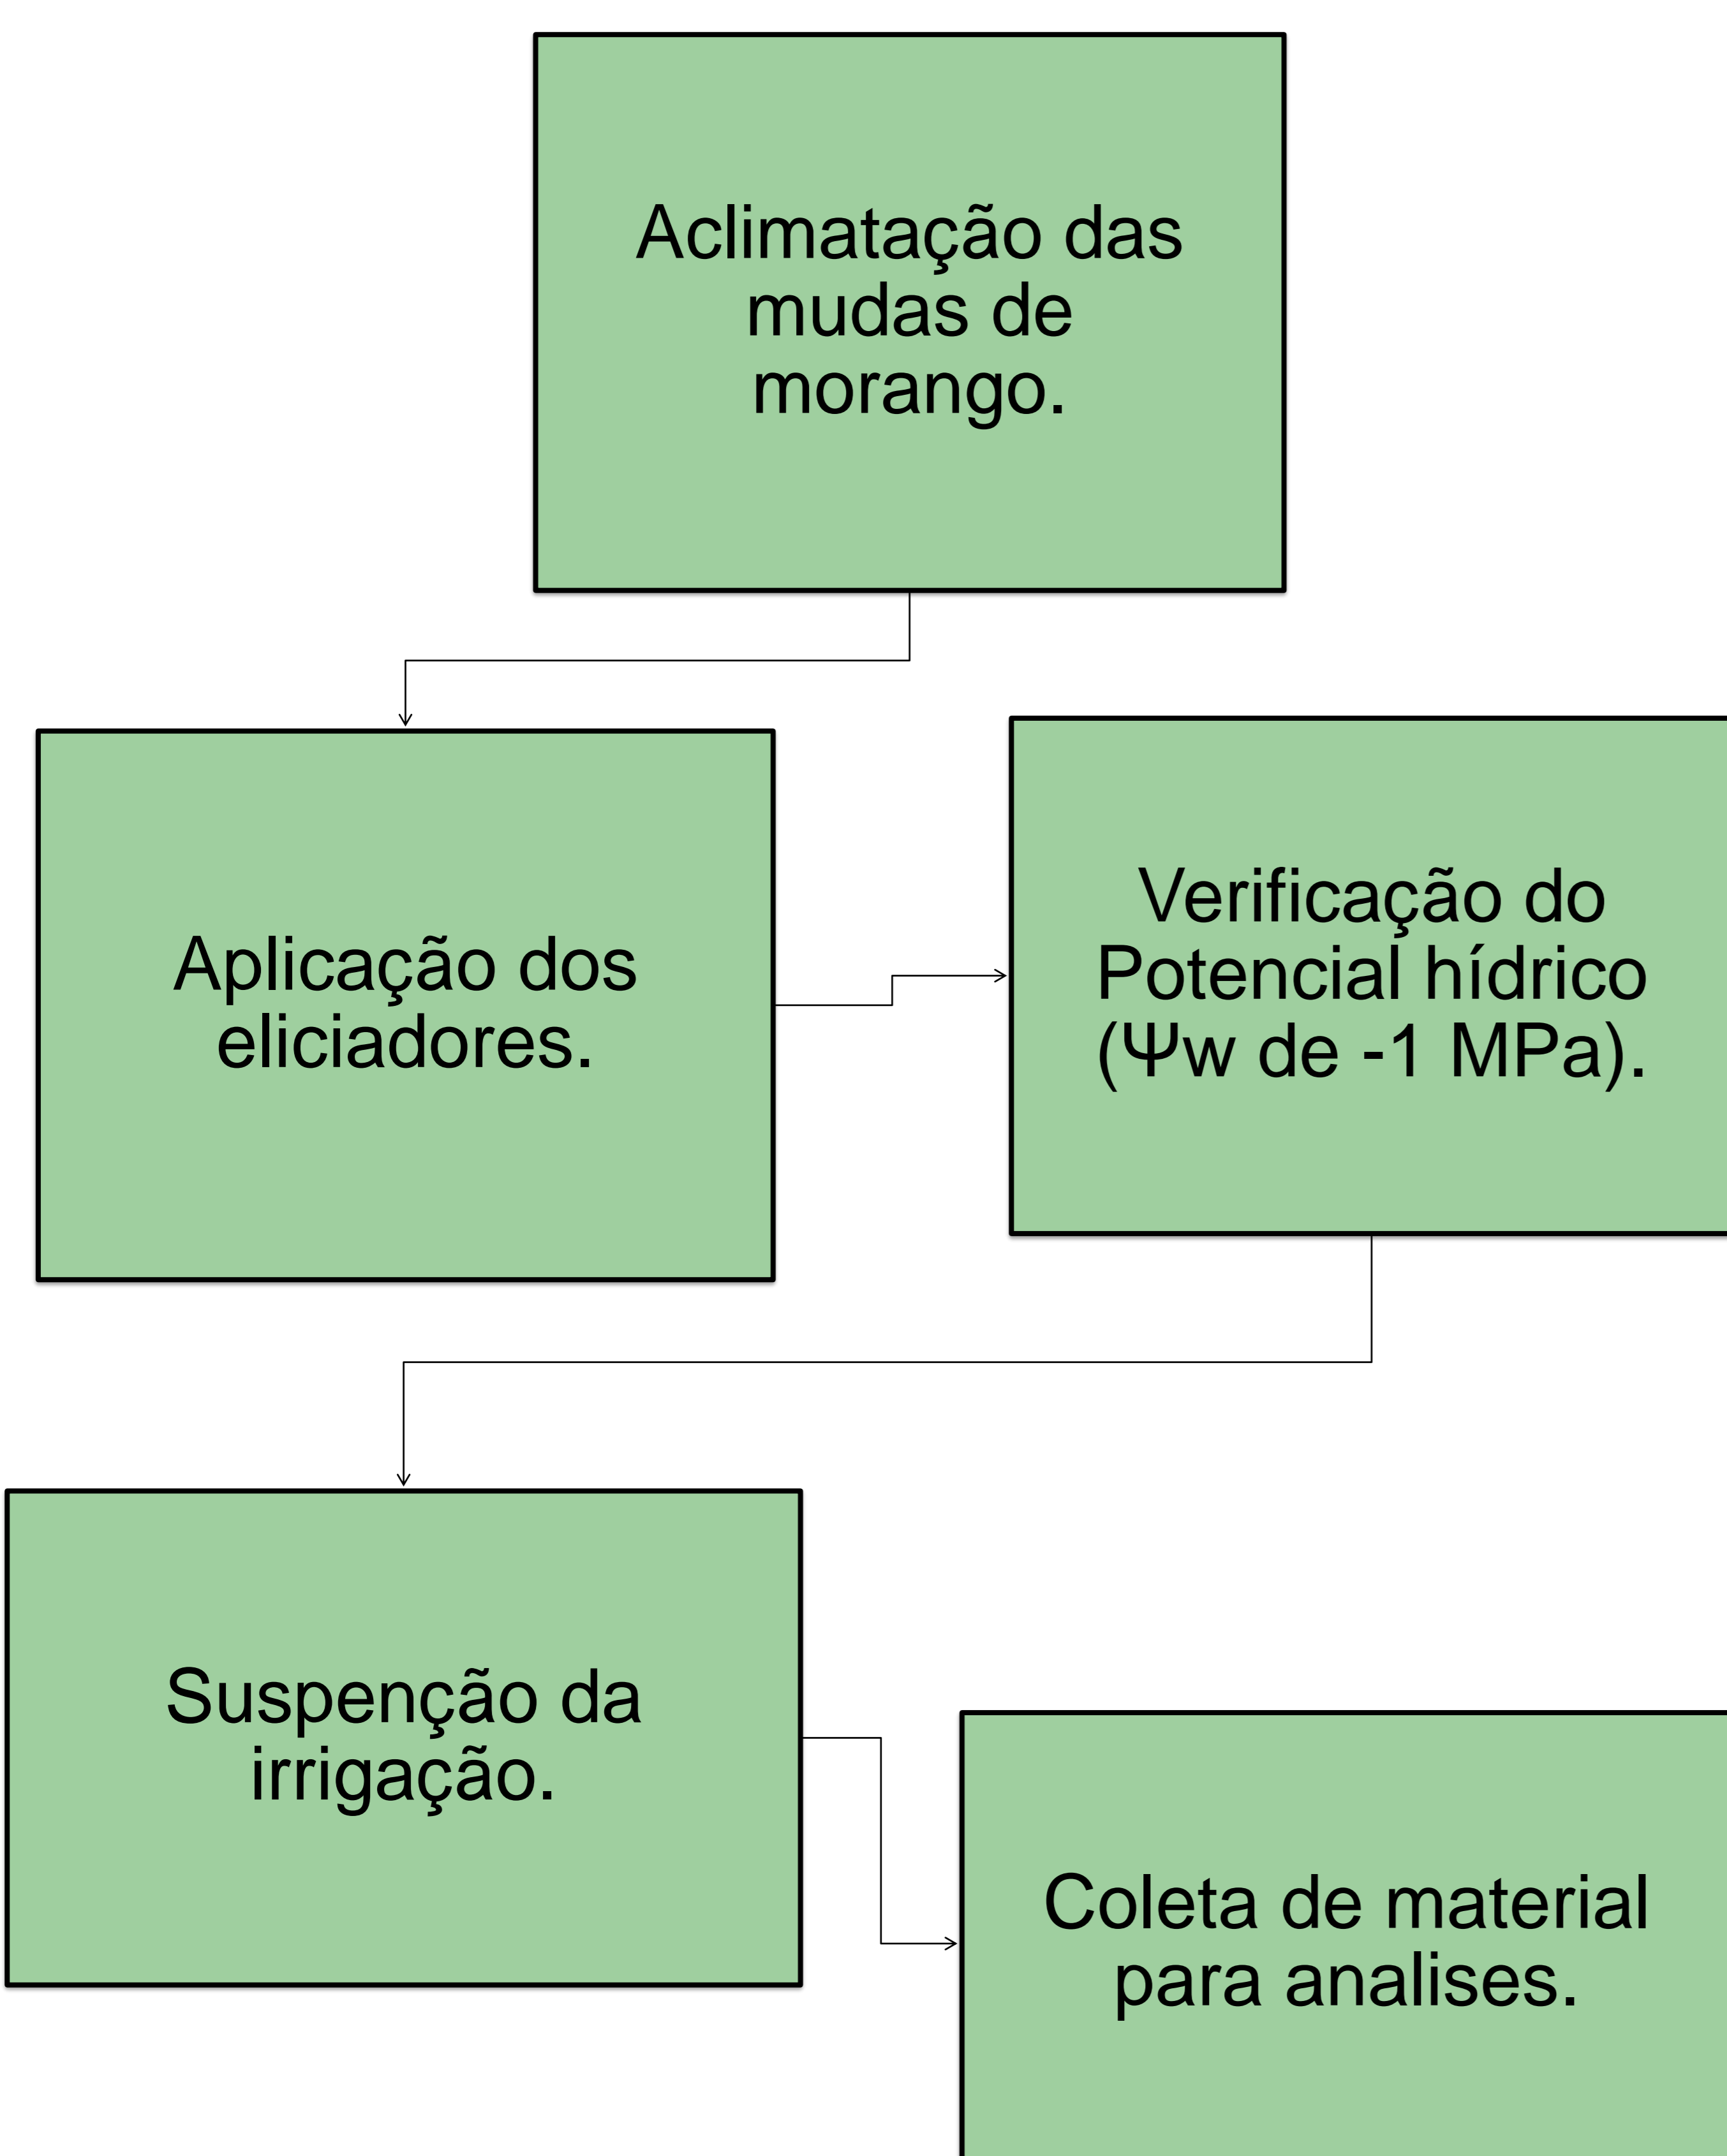 Aclimatação das
mudas de
morango.
Aplicação dos
eliciadores.
Verificação do
Potencial hídrico
(Ψw de -1 MPa).
Suspenção da
irrigação.
Coleta de material
para analises.